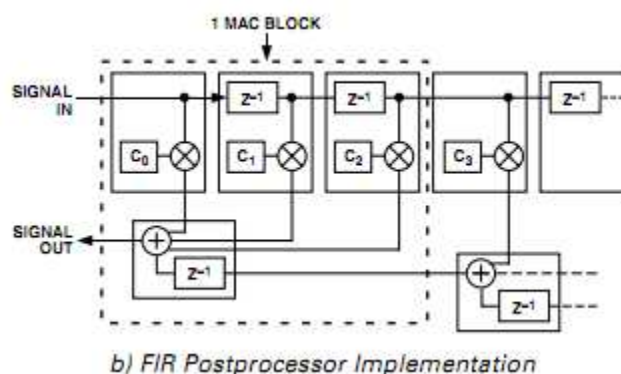 1 MAC BLOCK
SIGNAL
IN
Z⁻¹
Z⁻¹
Z⁻¹
C₀
C₁
C₂
C₃
SIGNAL
OUT
Z⁻¹
Z⁻¹
b) FIR Postprocessor Implementation